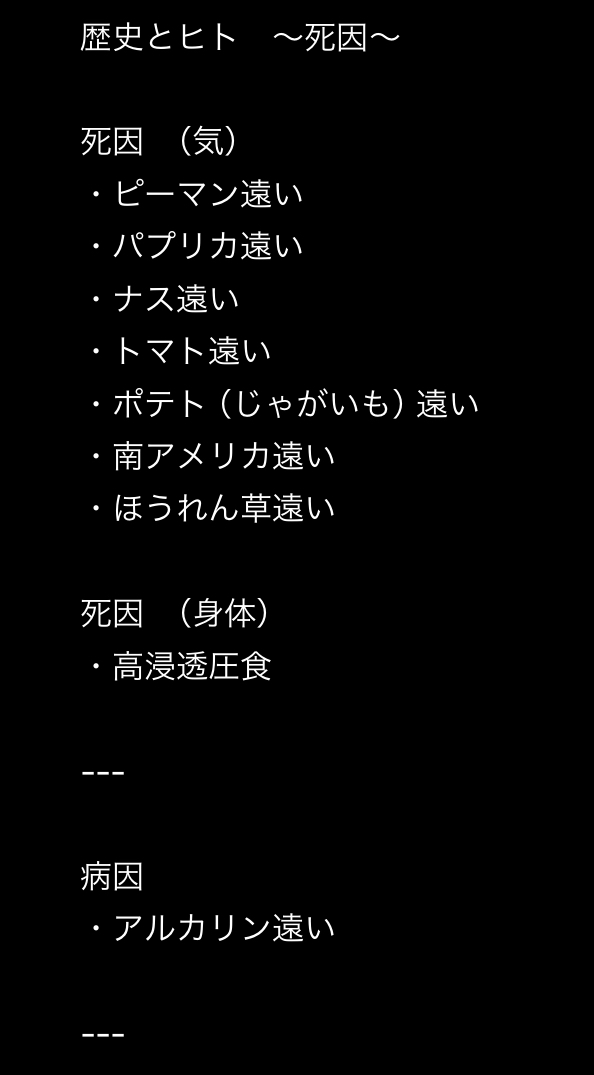 歴史とヒト　〜死因〜
死因　（気）
・ピーマン遠い
・パプリカ遠い
・ナス遠い
・トマト遠い
・ポテト（じゃがいも）遠い
・南アメリカ遠い
・ほうれん草遠い
死因　（身体）
・高浸透圧食
---
病因
・アルカリン遠い
---